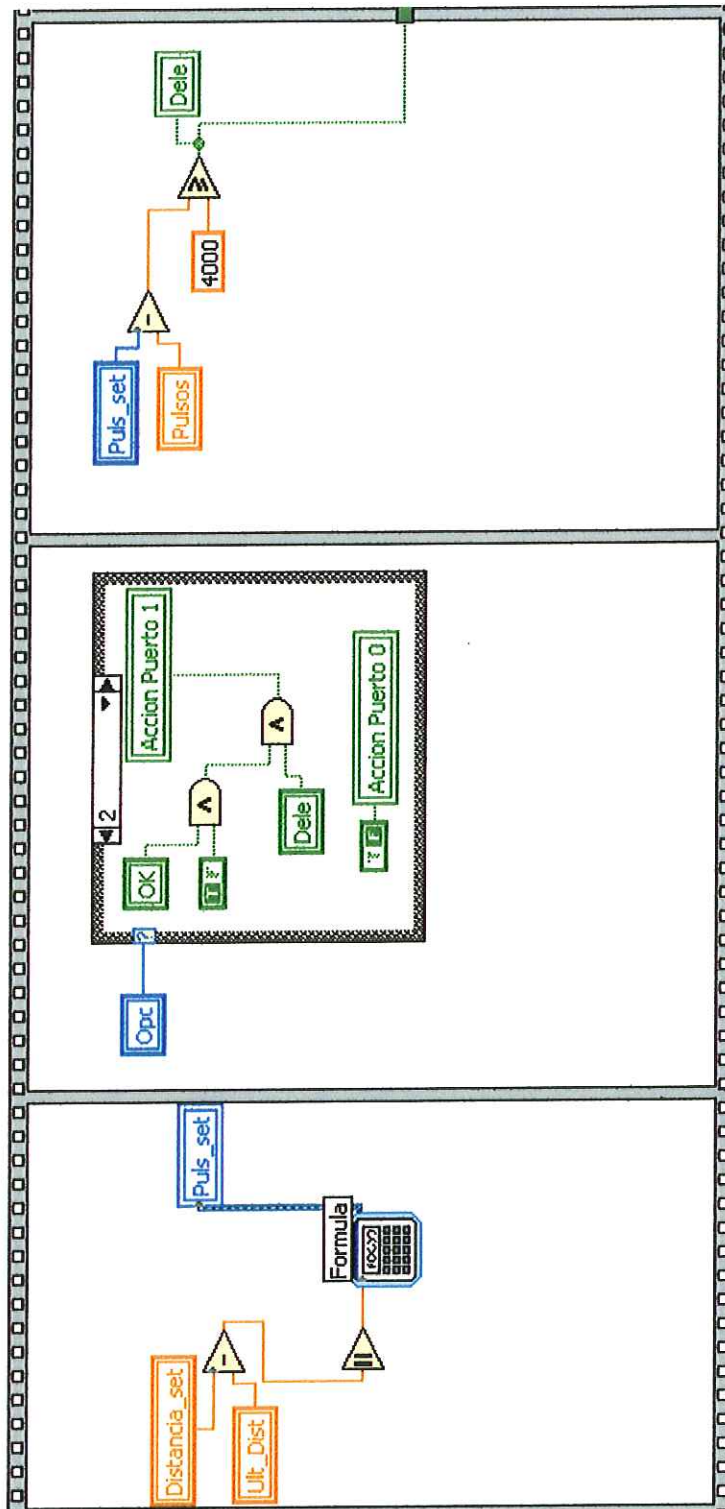 Distancia_set
Ult_Dist
Formula
f(x,y)
Puls_set
Opc
?
2
OK
T
Dele
Accion Puerto 1
F
Accion Puerto 0
Puls_set
Pulsos
4000
Dele